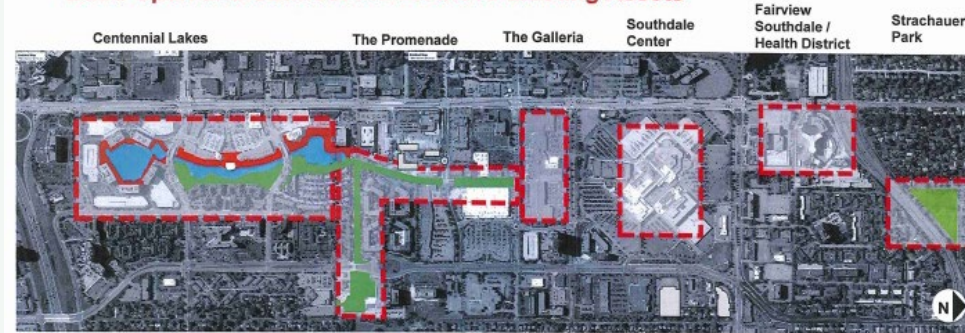 Centennial Lakes
The Promenade
The Galleria
Southdale
Center
Fairview
Southdale /
Health District
Strachauer
Park
N